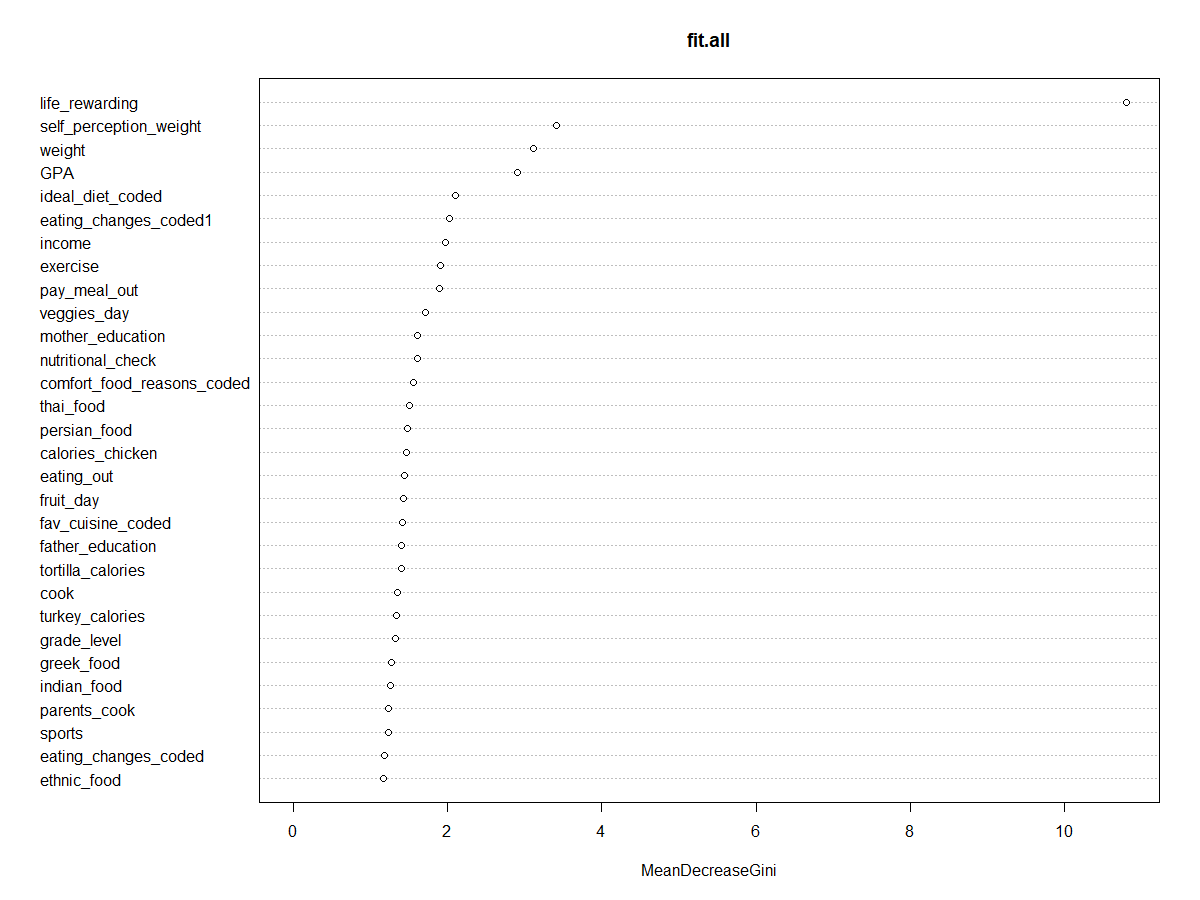 fit.all
life_rewarding
self_perception_weight
weight
GPA
ideal_diet_coded
eating_changes_coded1
income
exercise
pay_meal_out
veggies_day
mother_education
nutritional_check
comfort_food_reasons_coded
thai_food
persian_food
calories_chicken
eating_out
fruit_day
fav_cuisine_coded
father_education
tortilla_calories
cook
turkey_calories
grade_level
greek_food
indian_food
parents_cook
sports
eating_changes_coded
ethnic_food
0 2 4 6 8 10
MeanDecreaseGini